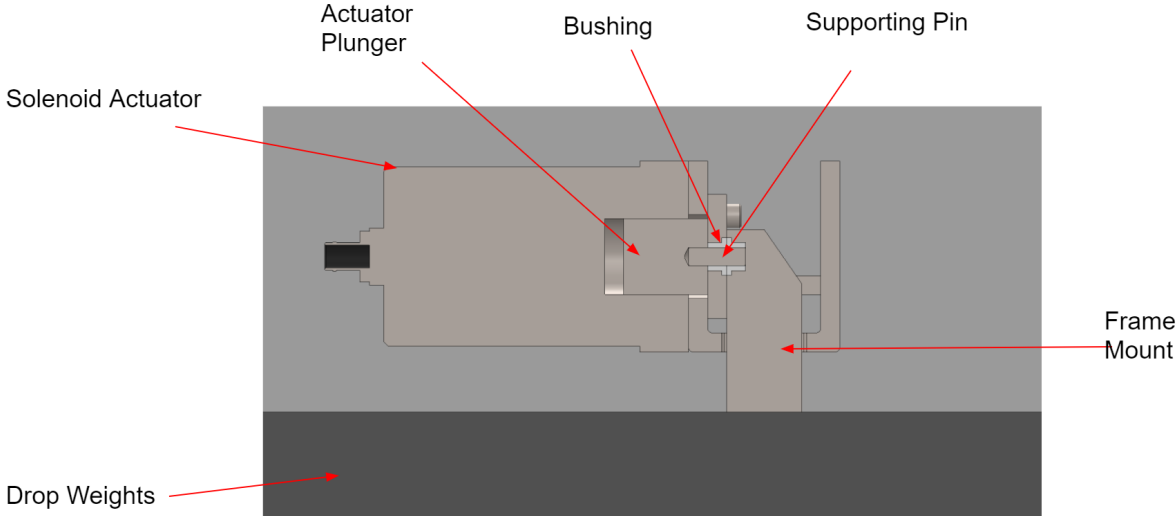 Actuator
Plunger
Bushing
Supporting Pin
Solenoid Actuator
Frame
Mount
Drop Weights